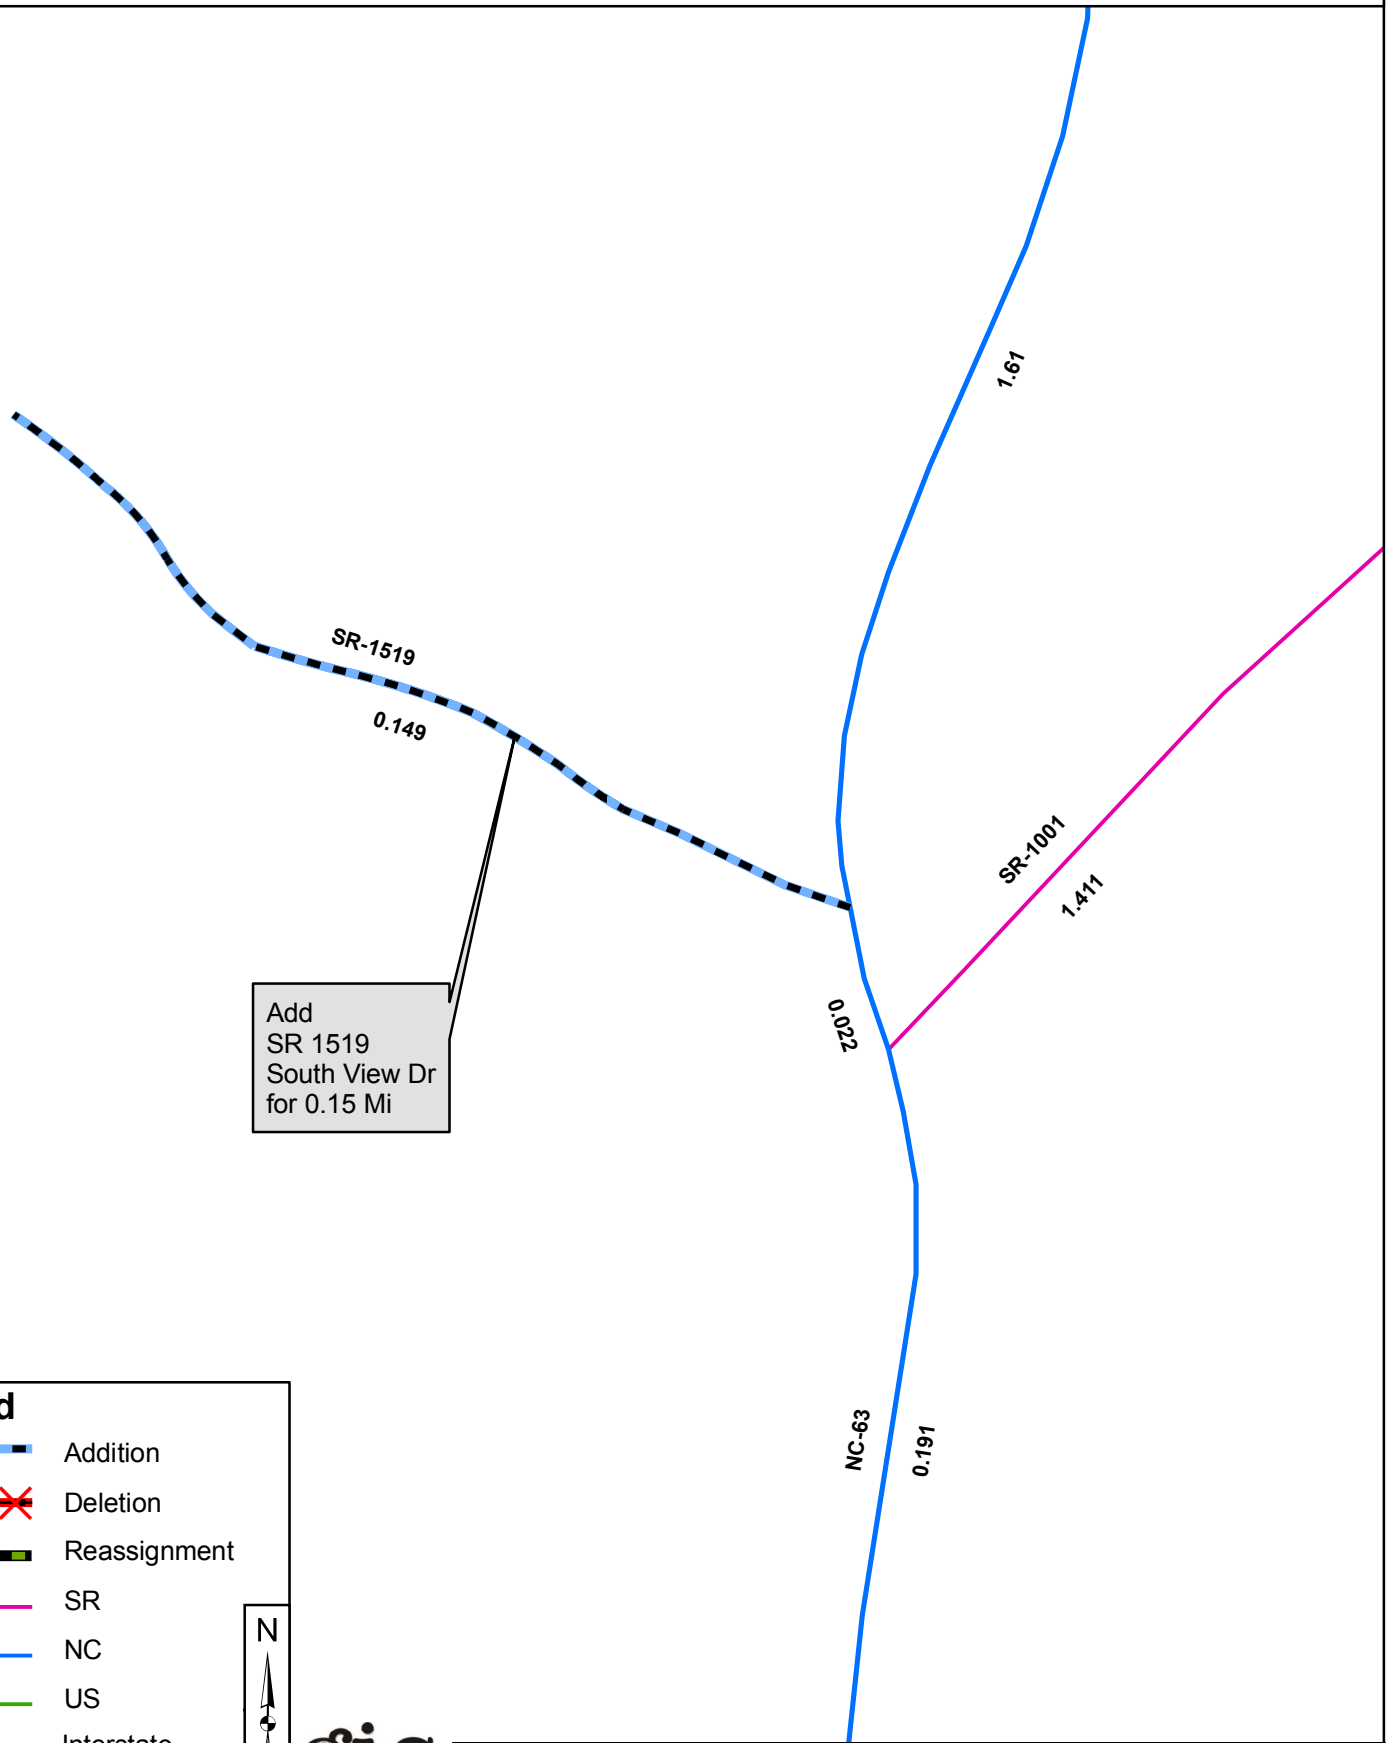 1.61
SR-1519
0.149
SR-1001
1.411
0.022
Add
SR 1519
South View Dr
for 0.15 Mi
NC-63
0.191
d
Addition
Deletion
Reassignment
SR
NC
US
Interstate
N